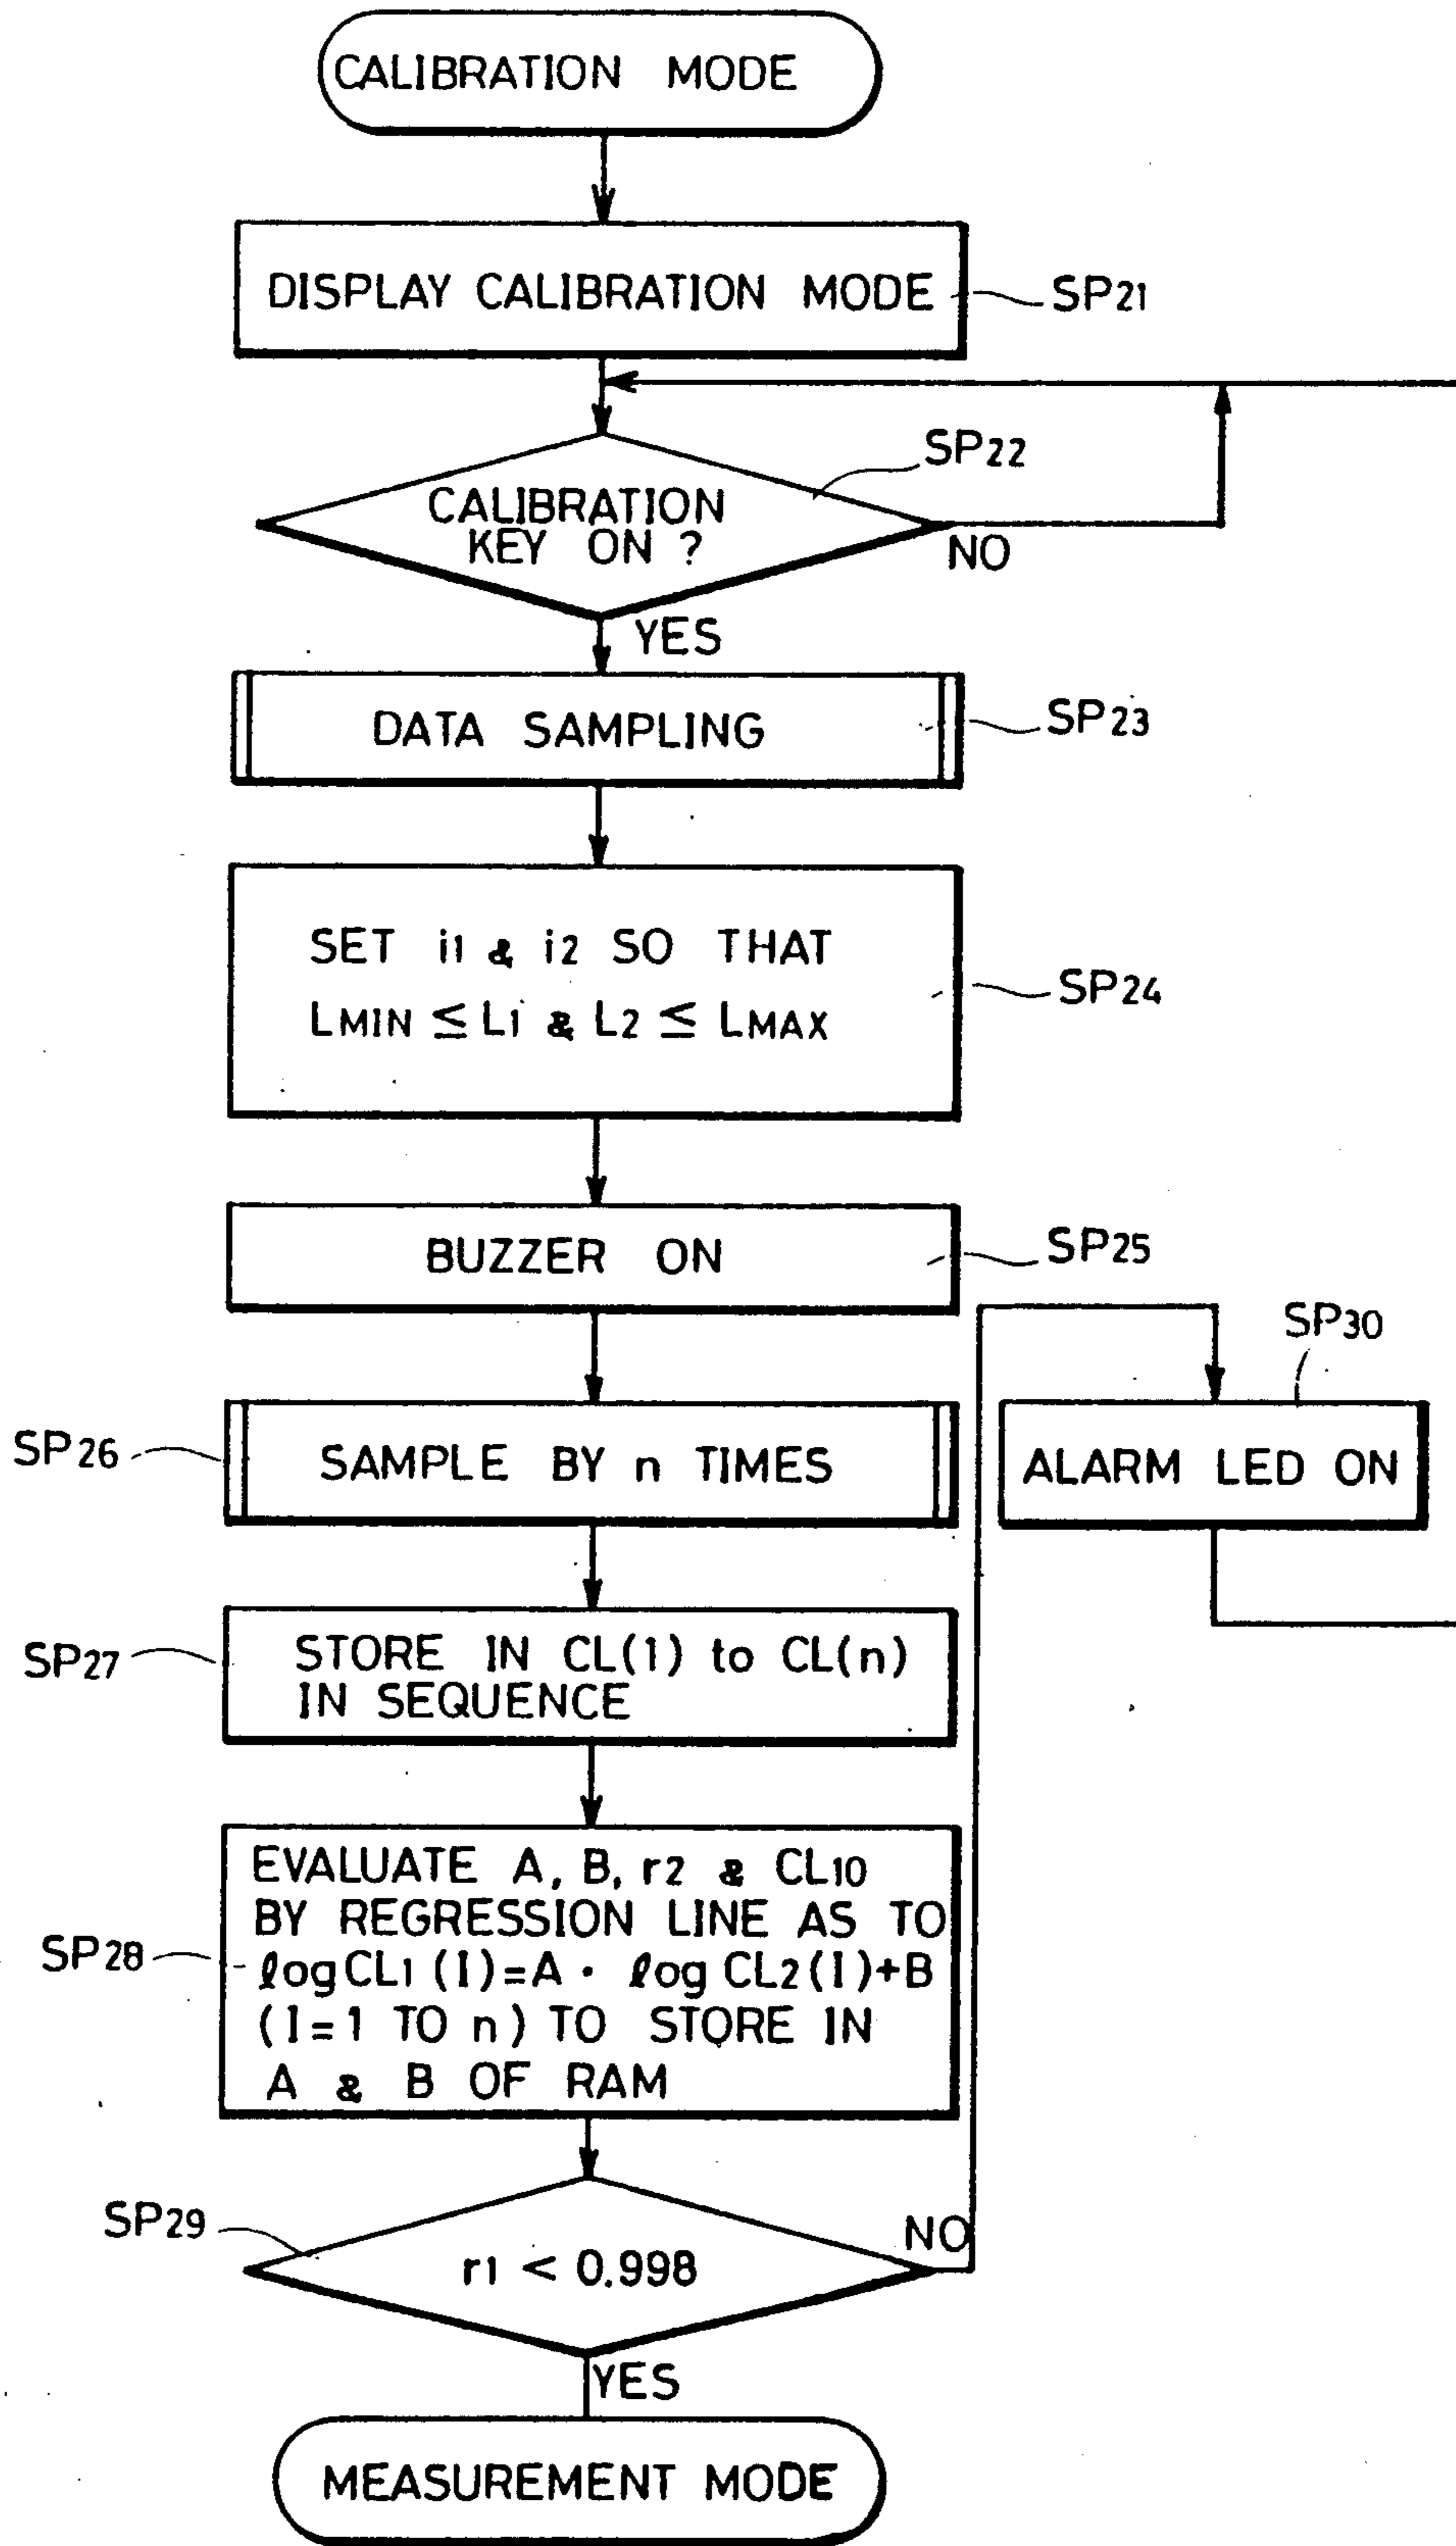 CALIBRATION MODE
DISPLAY CALIBRATION MODE
SP21
SP22
CALIBRATION
KEY ON ?
NO
YES
DATA SAMPLING
SP23
SET i1 & i2 SO THAT
LMIN ≦ L1 & L2 ≦ LMAX
SP24
BUZZER ON
SP25
SP30
ALARM LED ON
SP26
SAMPLE BY n TIMES
SP27
STORE IN CL(1) to CL(n)
IN SEQUENCE
SP28
EVALUATE A, B, r2 & CL10
BY REGRESSION LINE AS TO
ℓogCL1 (I)=A · ℓog CL2(I)+B
(I=1 TO n) TO STORE IN
A & B OF RAM
SP29
r1 < 0.998
NO
YES
MEASUREMENT MODE